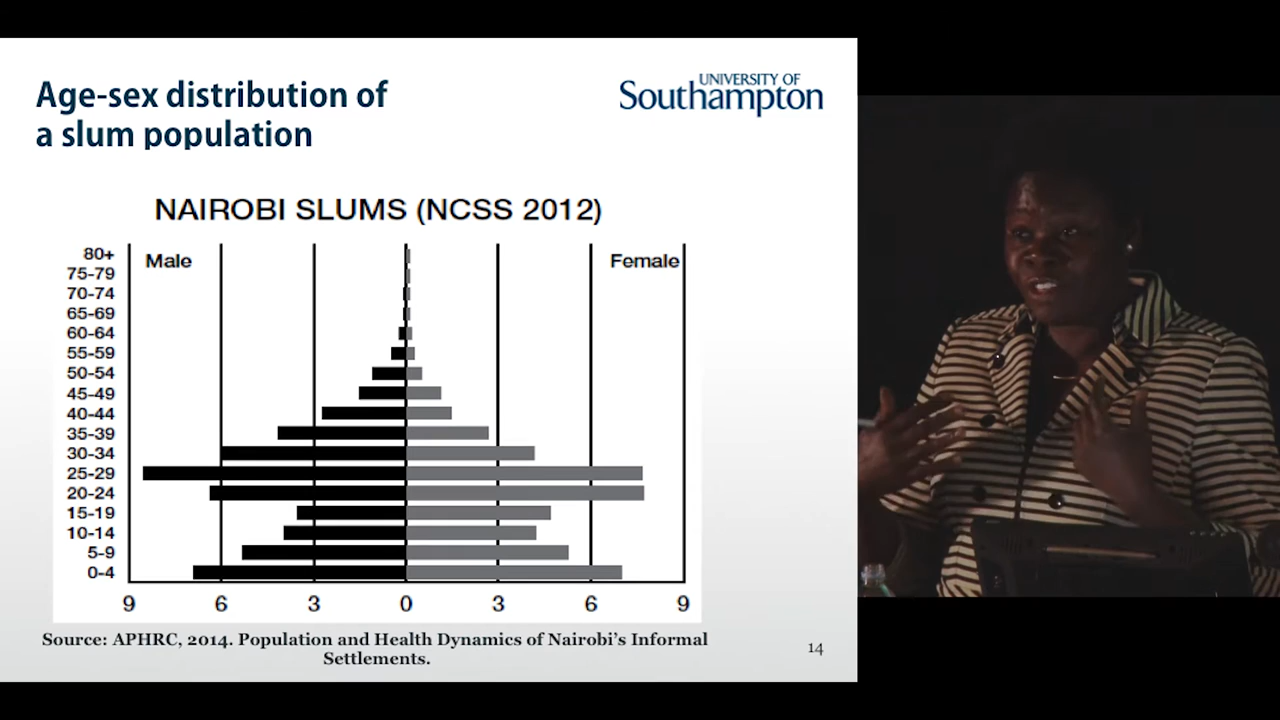 Age-sex distribution of
a slum population
UNIVERSITY OF
Southampton
NAIROBI SLUMS (NCSS 2012)
Male
Female
80+
75-79
70-74
65-69
60-64
55-59
50-54
45-49
40-44
35-39
30-34
25-29
20-24
15-19
10-14
5-9
0-4
9 6 3 0 3 6 9
Source: APHRC, 2014. Population and Health Dynamics of Nairobi's Informal
Settlements.
14